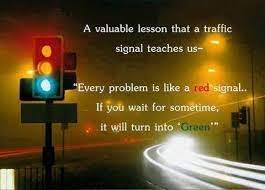 A valuable lesson that a traffic
signal teaches us-
"Every problem is like a red signal..
If you wait for sometime,
it will turn into 'Green'"